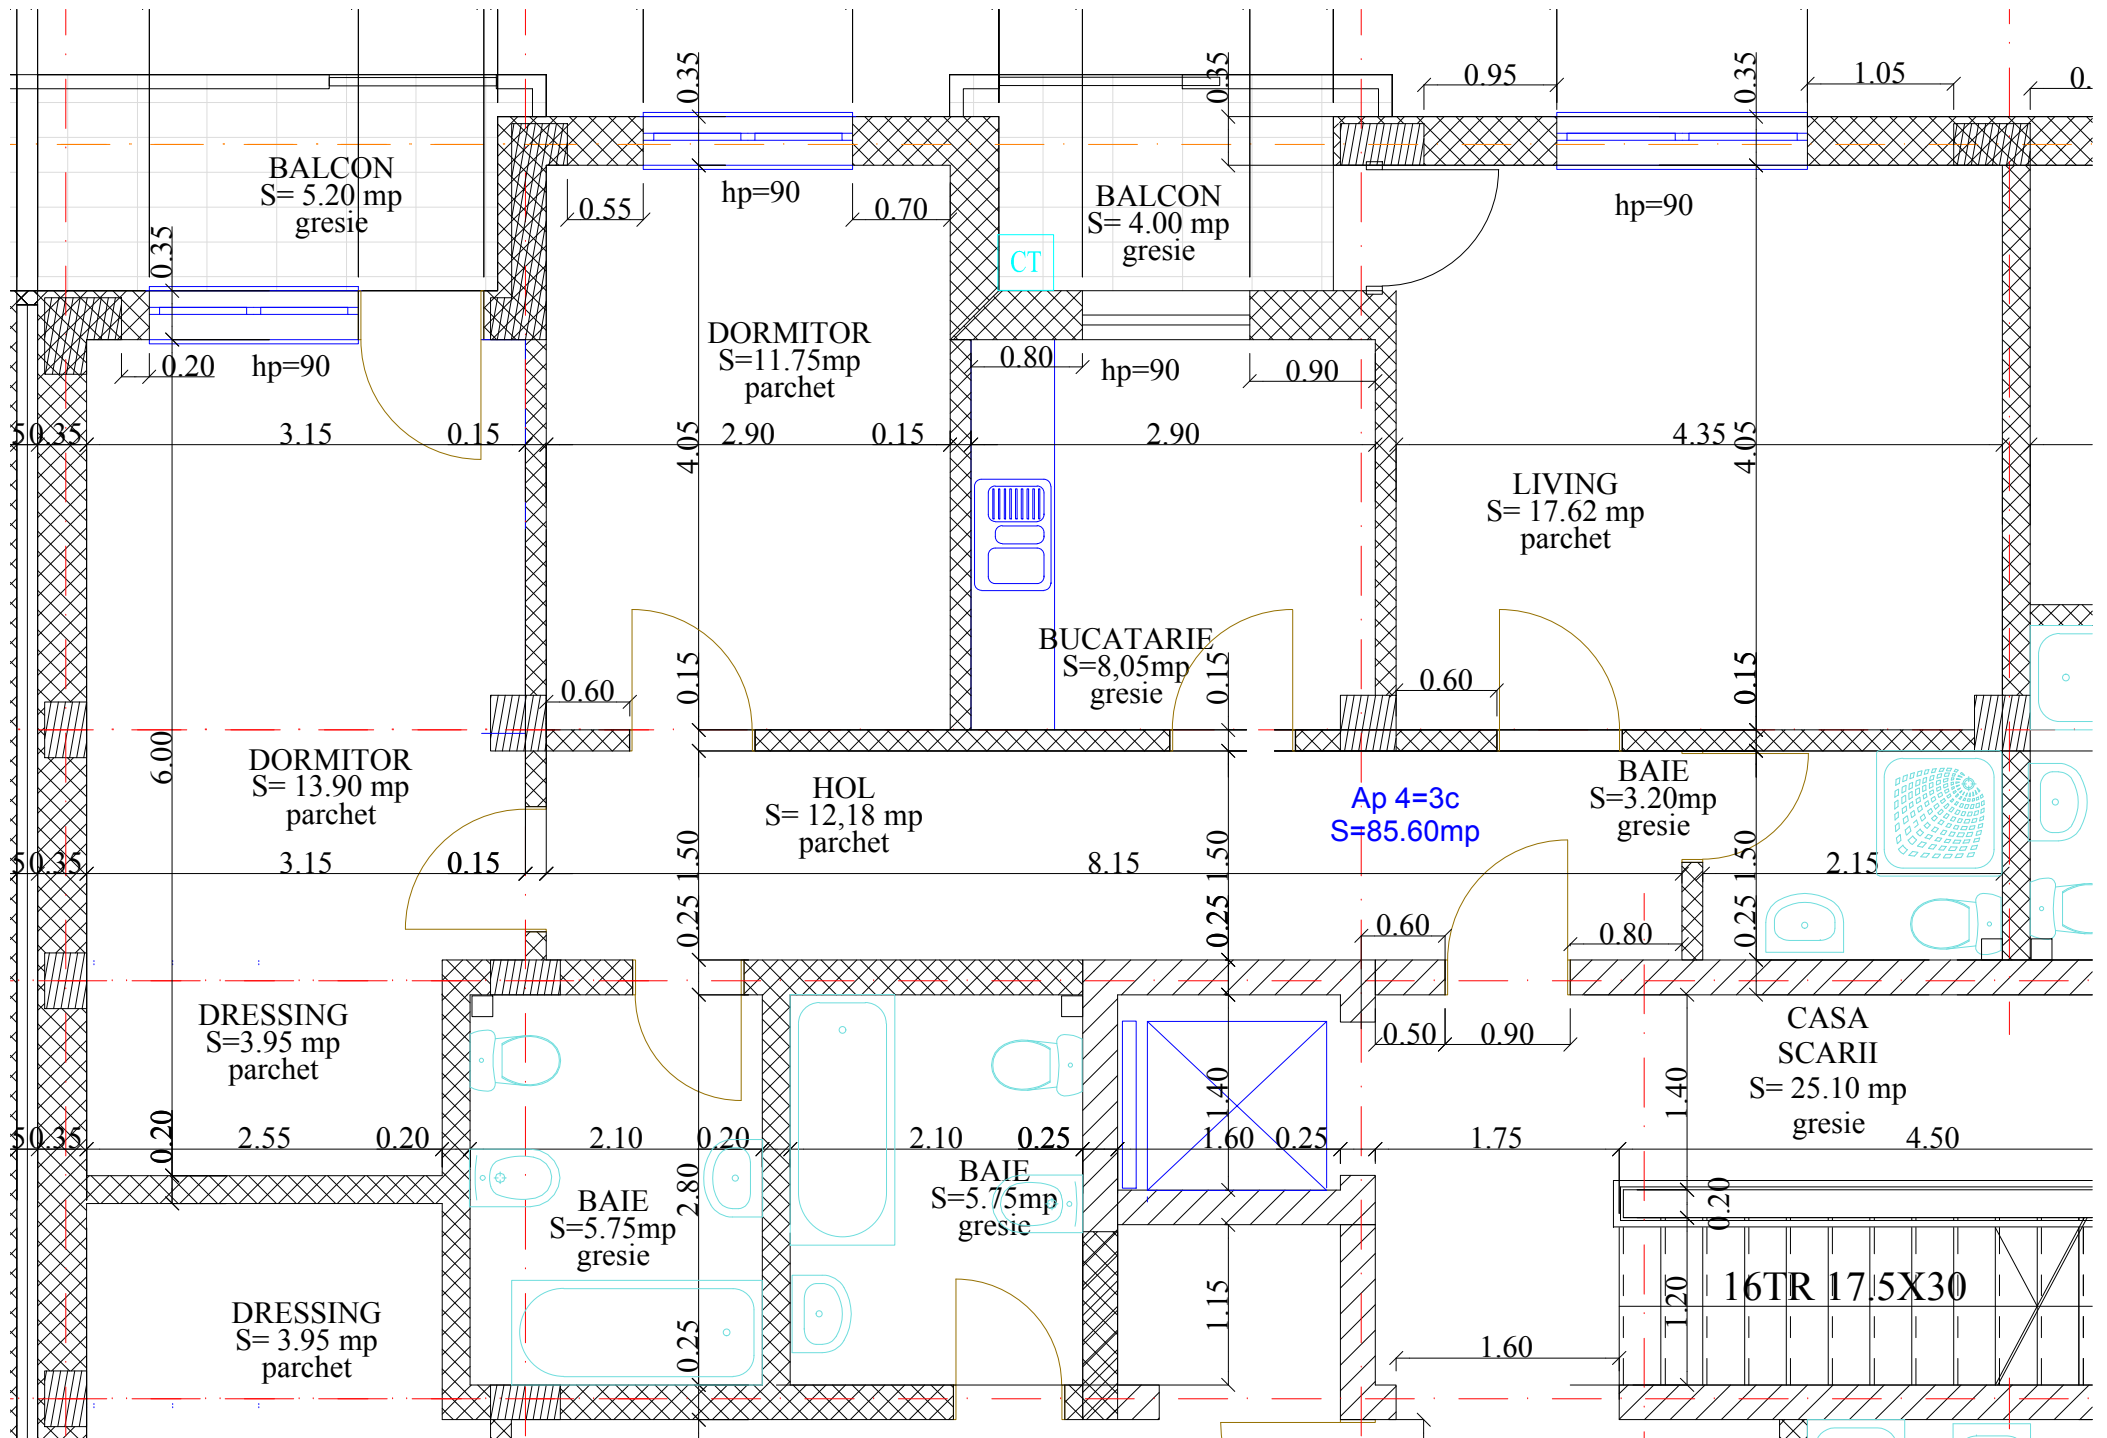 0.35
0.35
0.95
0.35
1.05
0.
BALCON
S= 5.20 mp
gresie
0.55
hp=90
0.70
BALCON
S= 4.00 mp
gresie
hp=90
0.35
CT
DORMITOR
S=11.75mp
parchet
0.20
hp=90
0.80
hp=90
0.90
50.35
3.15
0.15
2.90
0.15
2.90
4.35
4.05
4.05
LIVING
S= 17.62 mp
parchet
BUCATARIE
S=8,05mp
gresie
0.60
0.15
0.15
0.60
0.15
6.00
DORMITOR
S= 13.90 mp
parchet
HOL
S= 12,18 mp
parchet
Ap 4=3c
S=85.60mp
BAIE
S=3.20mp
gresie
50.35
3.15
0.15
1.50
8.15
1.50
1.50
2.15
0.25
0.25
0.60
0.80
0.25
DRESSING
S=3.95 mp
parchet
0.50
0.90
CASA
SCARII
S= 25.10 mp
gresie
1.40
1.40
50.35
0.20
2.55
0.20
2.10
0.20
2.10
0.25
1.60
0.25
1.75
4.50
BAIE
S=5.75mp
gresie
2.80
BAIE
S=5.75mp
gresie
0.20
DRESSING
S= 3.95 mp
parchet
0.25
1.15
1.60
1.20
16TR 17.5X30